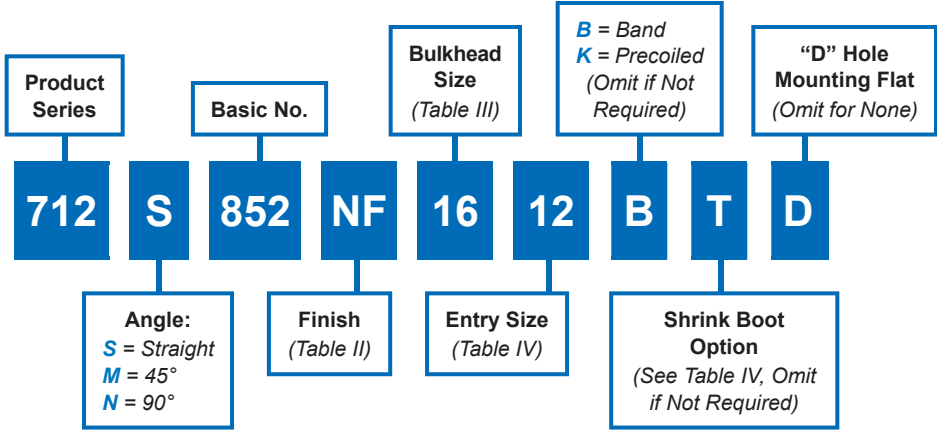 Product
Series
Basic No.
Bulkhead
Size
(Table III)
B = Band
K = Precoiled
(Omit if Not
Required)
“D” Hole
Mounting Flat
(Omit for None)
712 S 852 NF 16 12 B T D
Angle:
S = Straight
M = 45°
N = 90°
Finish
(Table II)
Entry Size
(Table IV)
Shrink Boot
Option
(See Table IV, Omit
if Not Required)